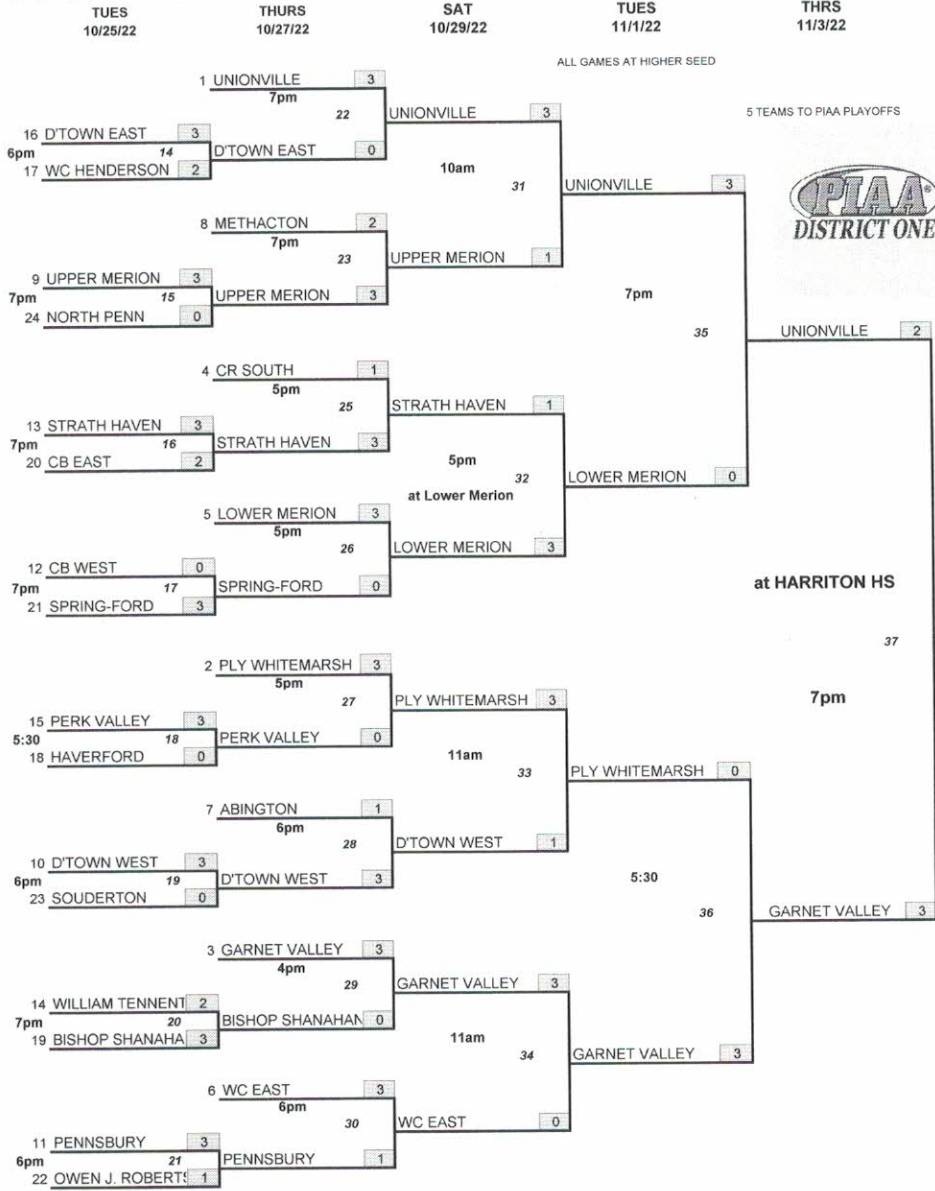 TUES THURS SAT TUES THRS
10/25/22 10/27/22 10/29/22 11/1/22 11/3/22
ALL GAMES AT HIGHER SEED
5 TEAMS TO PIAA PLAYOFFS
PIAA®
DISTRICT ONE
1 UNIONVILLE 3
7pm
22
UNIONVILLE 3
16 D'TOWN EAST 3
6pm 14
D'TOWN EAST 0
17 WC HENDERSON 2
10am
31
UNIONVILLE 3
8 METHACTON 2
7pm
23
UPPER MERION 1
9 UPPER MERION 3
7pm 15
UPPER MERION 3
24 NORTH PENN 0
7pm
35
UNIONVILLE 2
4 CR SOUTH 1
5pm
25
STRATH HAVEN 1
13 STRATH HAVEN 3
7pm 16
STRATH HAVEN 3
20 CB EAST 2
5pm
32
at Lower Merion
LOWER MERION 0
5 LOWER MERION 3
5pm
26
LOWER MERION 3
12 CB WEST 0
7pm 17
SPRING-FORD 0
21 SPRING-FORD 3
at HARRITON HS
37
7pm
2 PLY WHITEMARSH 3
5pm
27
PLY WHITEMARSH 3
15 PERK VALLEY 3
5:30 18
PERK VALLEY 0
18 HAVERFORD 0
11am
33
PLY WHITEMARSH 0
7 ABINGTON 1
6pm
28
D'TOWN WEST 1
10 D'TOWN WEST 3
6pm 19
D'TOWN WEST 3
23 SOUDERTON 0
5:30
36
GARNET VALLEY 3
3 GARNET VALLEY 3
4pm
29
GARNET VALLEY 3
14 WILLIAM TENNENT 2
7pm 20
BISHOP SHANAHAN 0
19 BISHOP SHANAHA 3
11am
34
GARNET VALLEY 3
6 WC EAST 3
6pm
30
WC EAST 0
11 PENNSBURY 3
6pm 21
PENNSBURY 1
22 OWEN J. ROBERTS 1